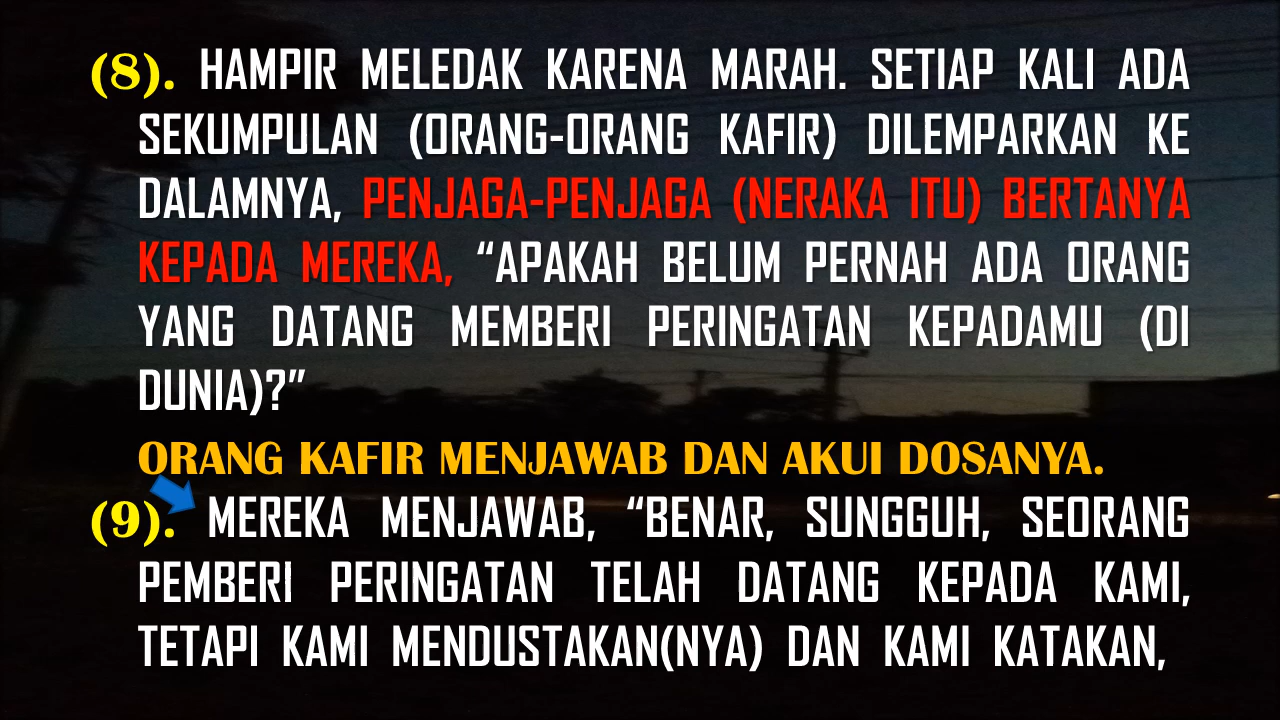 (8). HAMPIR MELEDAK KARENA MARAH. SETIAP KALI ADA
SEKUMPULAN (ORANG-ORANG KAFIR) DILEMPARKAN KE
DALAMNYA, PENJAGA-PENJAGA (NERAKA ITU) BERTANYA
KEPADA MEREKA, “APAKAH BELUM PERNAH ADA ORANG
YANG DATANG MEMBERI PERINGATAN KEPADAMU (DI
DUNIA)?”
ORANG KAFIR MENJAWAB DAN AKUI DOSANYA.
(9). MEREKA MENJAWAB, “BENAR, SUNGGUH, SEORANG
PEMBERI PERINGATAN TELAH DATANG KEPADA KAMI,
TETAPI KAMI MENDUSTAKAN(NYA) DAN KAMI KATAKAN,